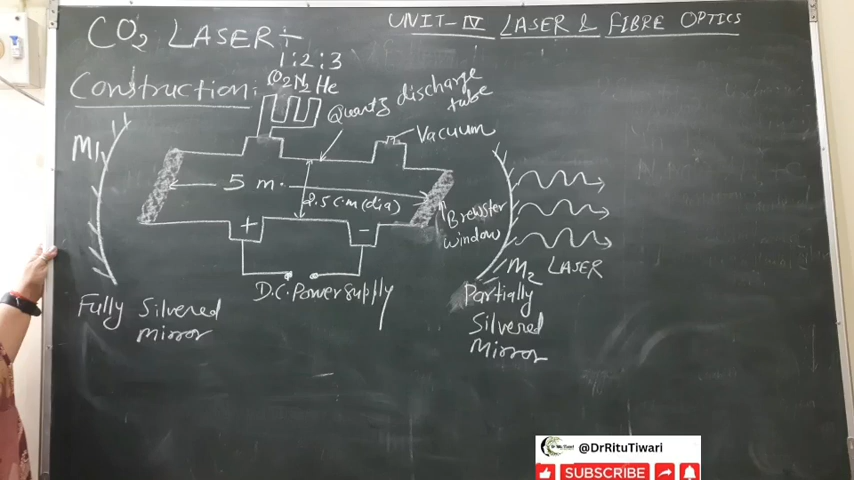 UNIT-IV LASER & FIBRE OPTICS
CO2 LASER:-
1:2:3
Construction:
CO2 N2 He
Quartz discharge
tube
Vacuum
M1
5 m.
2.5 C.m (dia)
Brewster
window
+
-
D.C. Power supply
M2 LASER
Fully Silvered
Mirror
Partially
Silvered
Mirror
@DrRituTiwari
SUBSCRIBE